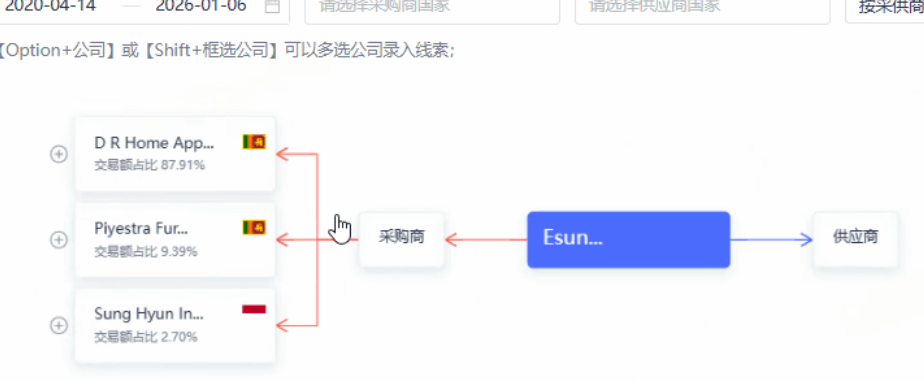 2020-04-14 — 2026-01-06 请选择采购商国家 请选择供应商国家 按采供商
【Option+公司】或【Shift+框选公司】可以多选公司录入线索;
D R Home App...
交易额占比 87.91%
Piyestra Fur...
交易额占比 9.39%
采购商
Esun...
供应商
Sung Hyun In...
交易额占比 2.70%